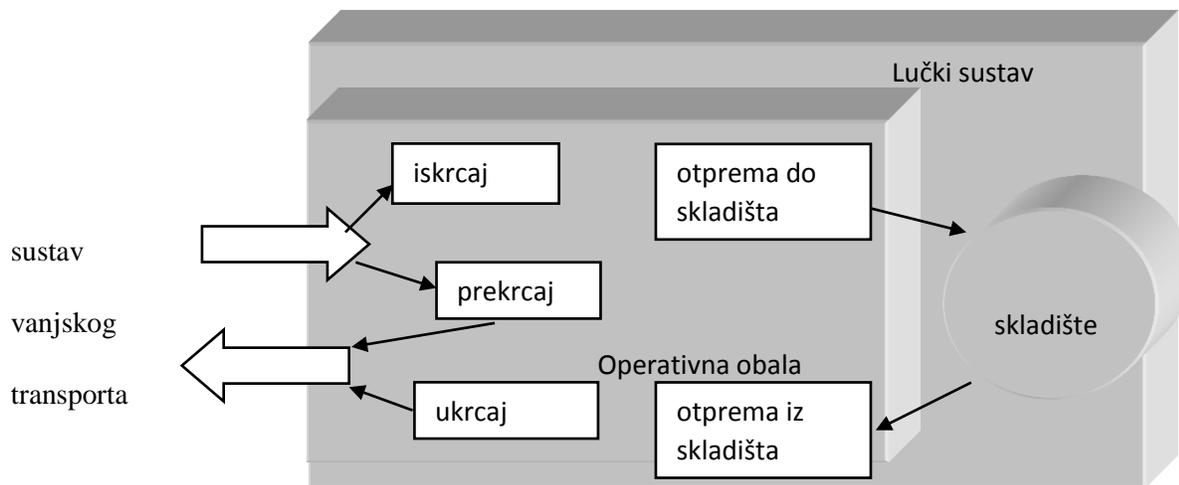 Lučki sustav
iskrcaj
otprema do
skladišta
sustav
vanjskog
transporta
prekrcaj
skladište
Operativna obala
ukrcaj
otprema iz
skladišta